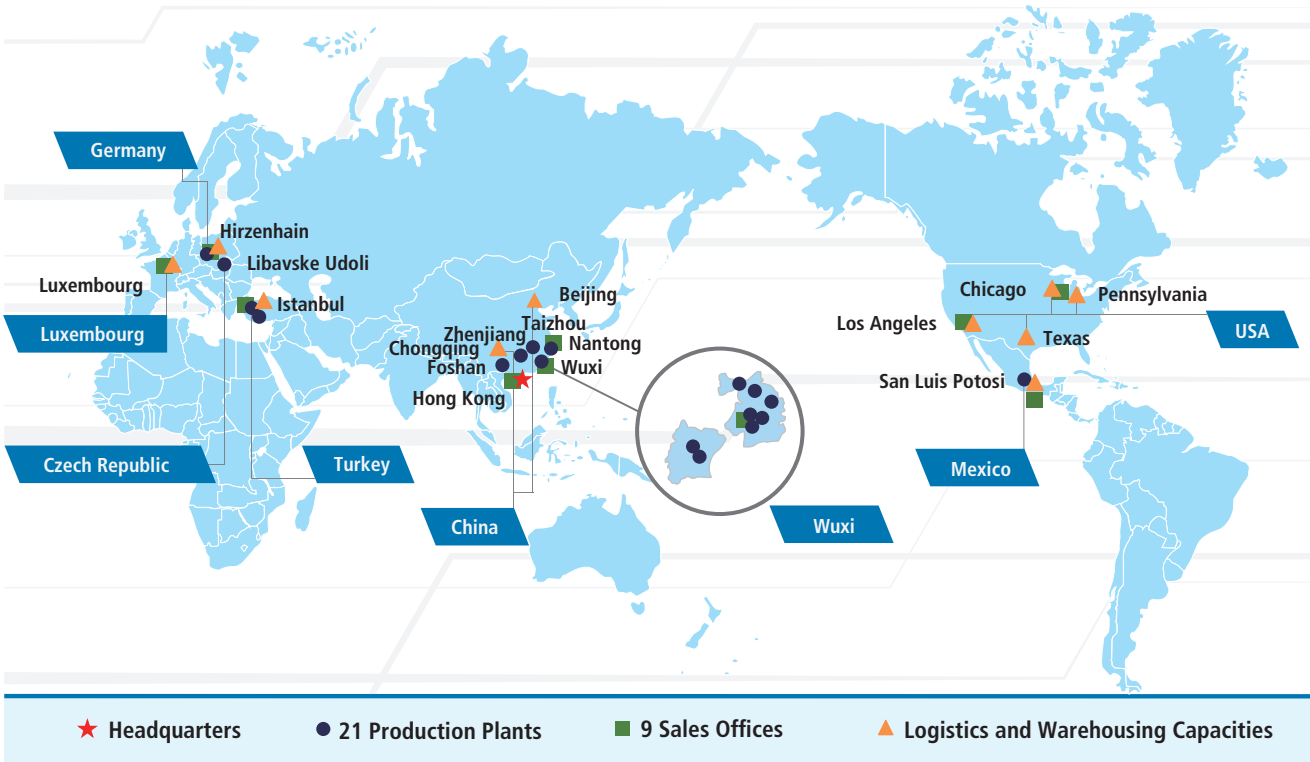 Germany
Hirzenhain
Libavske Udoli
Luxembourg
Istanbul
Luxembourg
Czech Republic
Turkey
Beijing
Taizhou
Zhenjiang
Nantong
Chongqing
Foshan
Wuxi
Hong Kong
China
Wuxi
Chicago
Pennsylvania
Los Angeles
USA
Texas
San Luis Potosi
Mexico
Headquarters
21 Production Plants
9 Sales Offices
Logistics and Warehousing Capacities